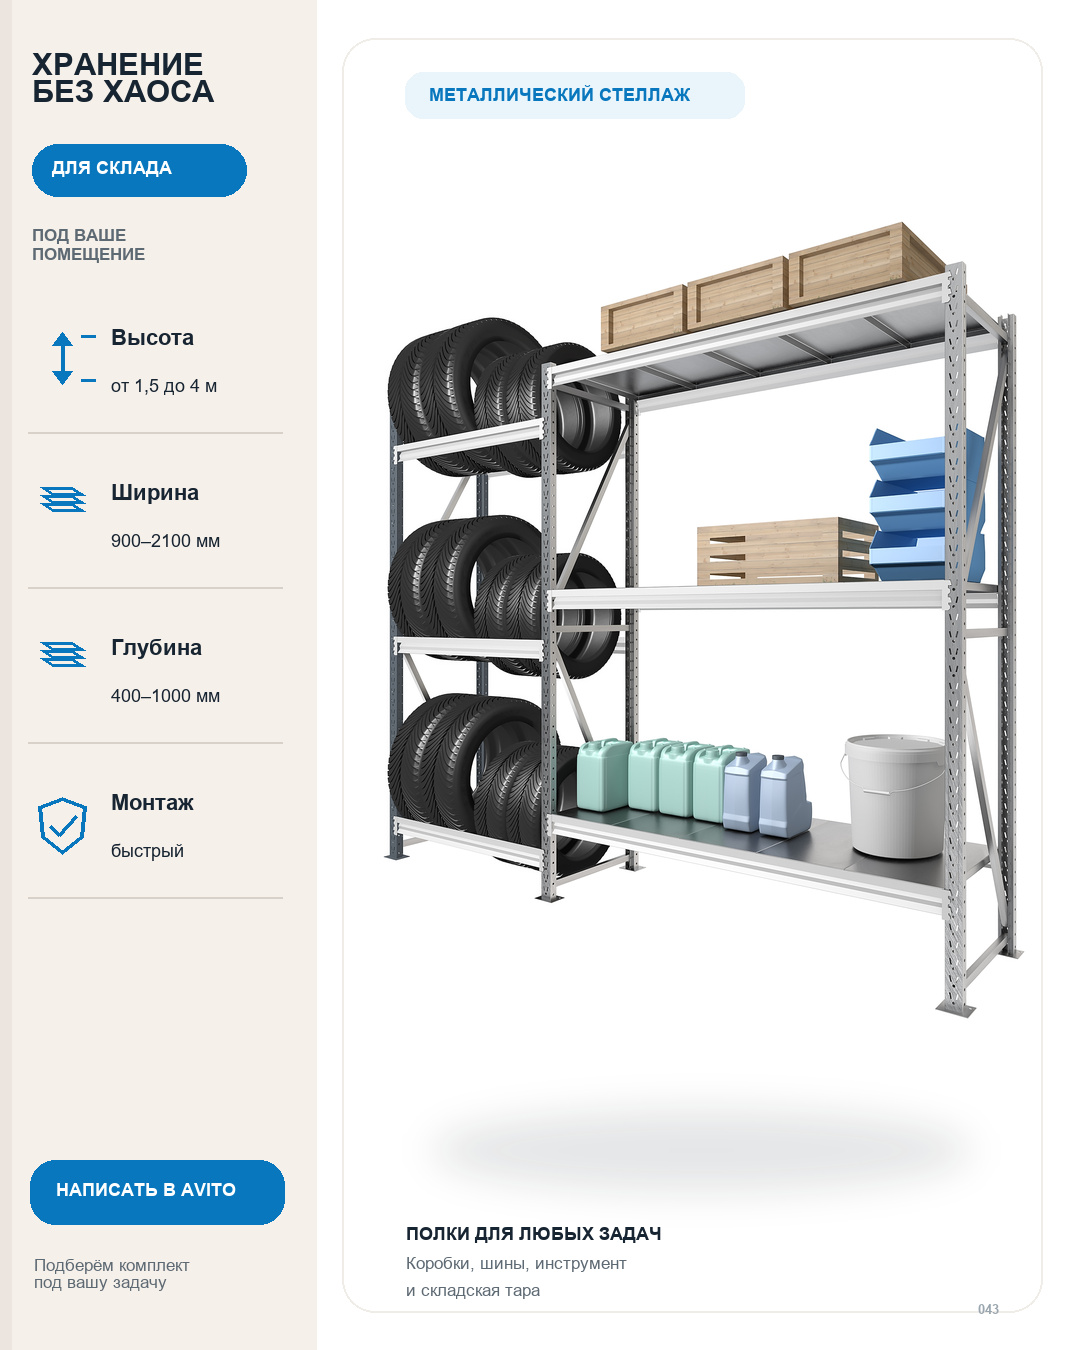 ХРАНЕНИЕ
БЕЗ ХАОСА
ДЛЯ СКЛАДА
ПОД ВАШЕ
ПОМЕЩЕНИЕ
Высота
от 1,5 до 4 м
Ширина
900–2100 мм
Глубина
400–1000 мм
Монтаж
быстрый
НАПИСАТЬ В AVITO
Подберём комплект
под вашу задачу
МЕТАЛЛИЧЕСКИЙ СТЕЛЛАЖ
ПОЛКИ ДЛЯ ЛЮБЫХ ЗАДАЧ
Коробки, шины, инструмент
и складская тара
043